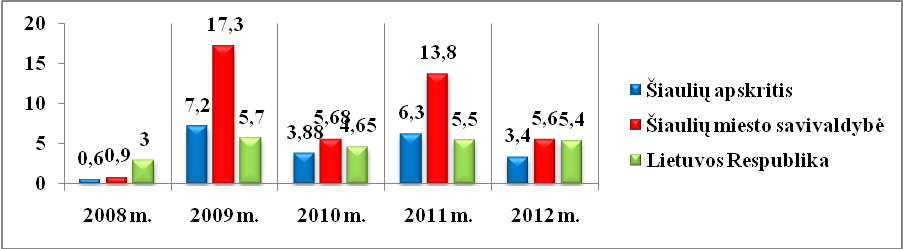 20
15
10
5
0
0,6
0,9
3
7,2
17,3
5,7
3,88
5,68
4,65
6,3
13,8
5,5
3,4
5,6
5,4
2008 m.
2009 m.
2010 m.
2011 m.
2012 m.
Šiaulių apskritis
Šiaulių miesto savivaldybė
Lietuvos Respublika